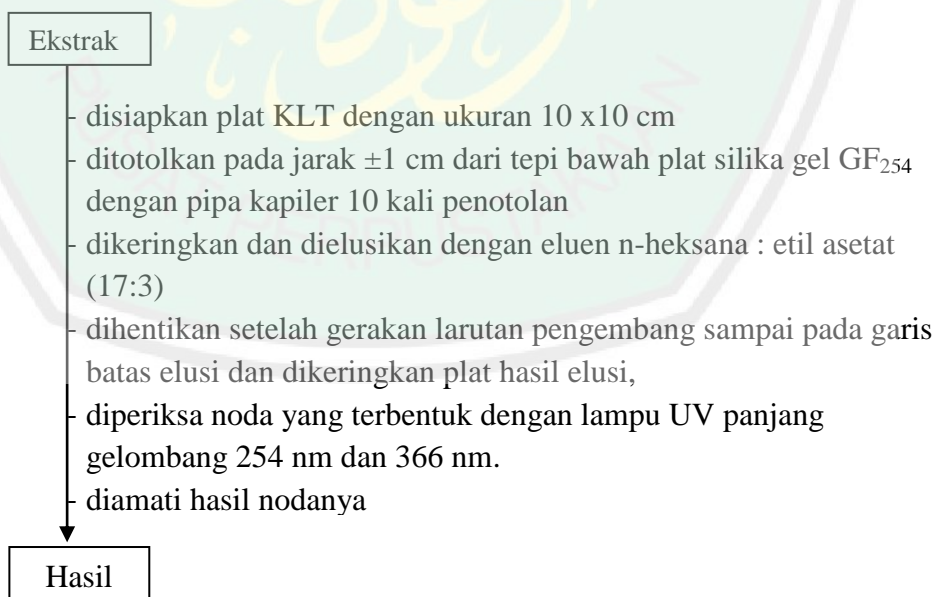 Ekstrak
- disiapkan plat KLT dengan ukuran 10 x10 cm
- ditotolkan pada jarak ±1 cm dari tepi bawah plat silika gel GF₂₅₄
dengan pipa kapiler 10 kali penotolan
- dikeringkan dan dielusikan dengan eluen n-heksana : etil asetat
(17:3)
- dihentikan setelah gerakan larutan pengembang sampai pada garis
batas elusi dan dikeringkan plat hasil elusi,
- diperiksa noda yang terbentuk dengan lampu UV panjang
gelombang 254 nm dan 366 nm.
- diamati hasil nodanya
Hasil
PUSAT PERPUSTAKAAN